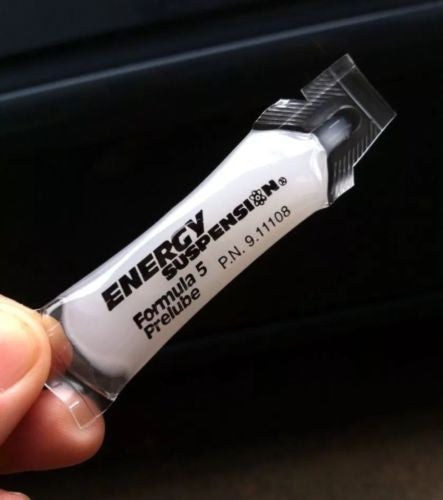 ENERGY
SUSPENSION®
Formula 5 P.N. 9.11108
Prelube